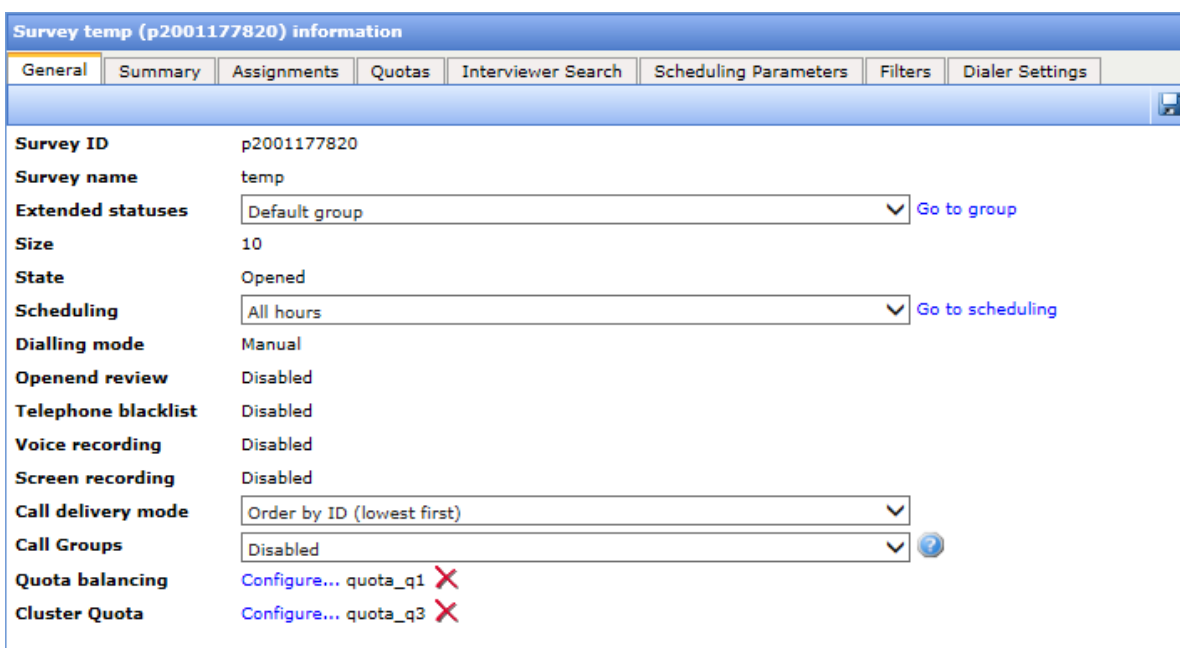 Survey temp (p2001177820) information
General Summary Assignments Quotas Interviewer Search Scheduling Parameters Filters Dialer Settings
Survey ID p2001177820
Survey name temp
Extended statuses Default group Go to group
Size 10
State Opened
Scheduling All hours Go to scheduling
Dialling mode Manual
Openend review Disabled
Telephone blacklist Disabled
Voice recording Disabled
Screen recording Disabled
Call delivery mode Order by ID (lowest first)
Call Groups Disabled ?
Quota balancing Configure... quota_q1
Cluster Quota Configure... quota_q3